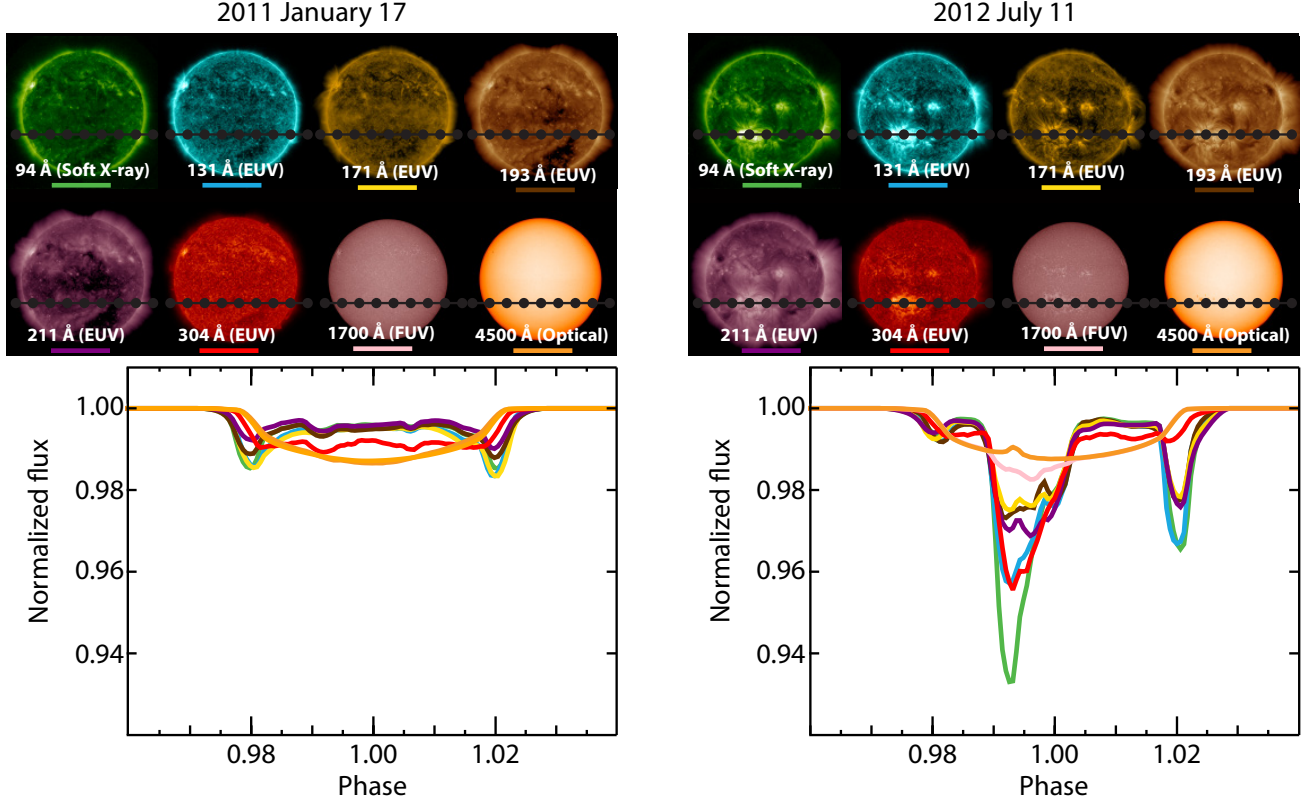 2011 January 17
94 Å (Soft X-ray) 131 Å (EUV) 171 Å (EUV) 193 Å (EUV)
211 Å (EUV) 304 Å (EUV) 1700 Å (FUV) 4500 Å (Optical)
1.00
0.98
0.96
0.94
Normalized flux
0.98 1.00 1.02
Phase
2012 July 11
94 Å (Soft X-ray) 131 Å (EUV) 171 Å (EUV) 193 Å (EUV)
211 Å (EUV) 304 Å (EUV) 1700 Å (FUV) 4500 Å (Optical)
1.00
0.98
0.96
0.94
Normalized flux
0.98 1.00 1.02
Phase